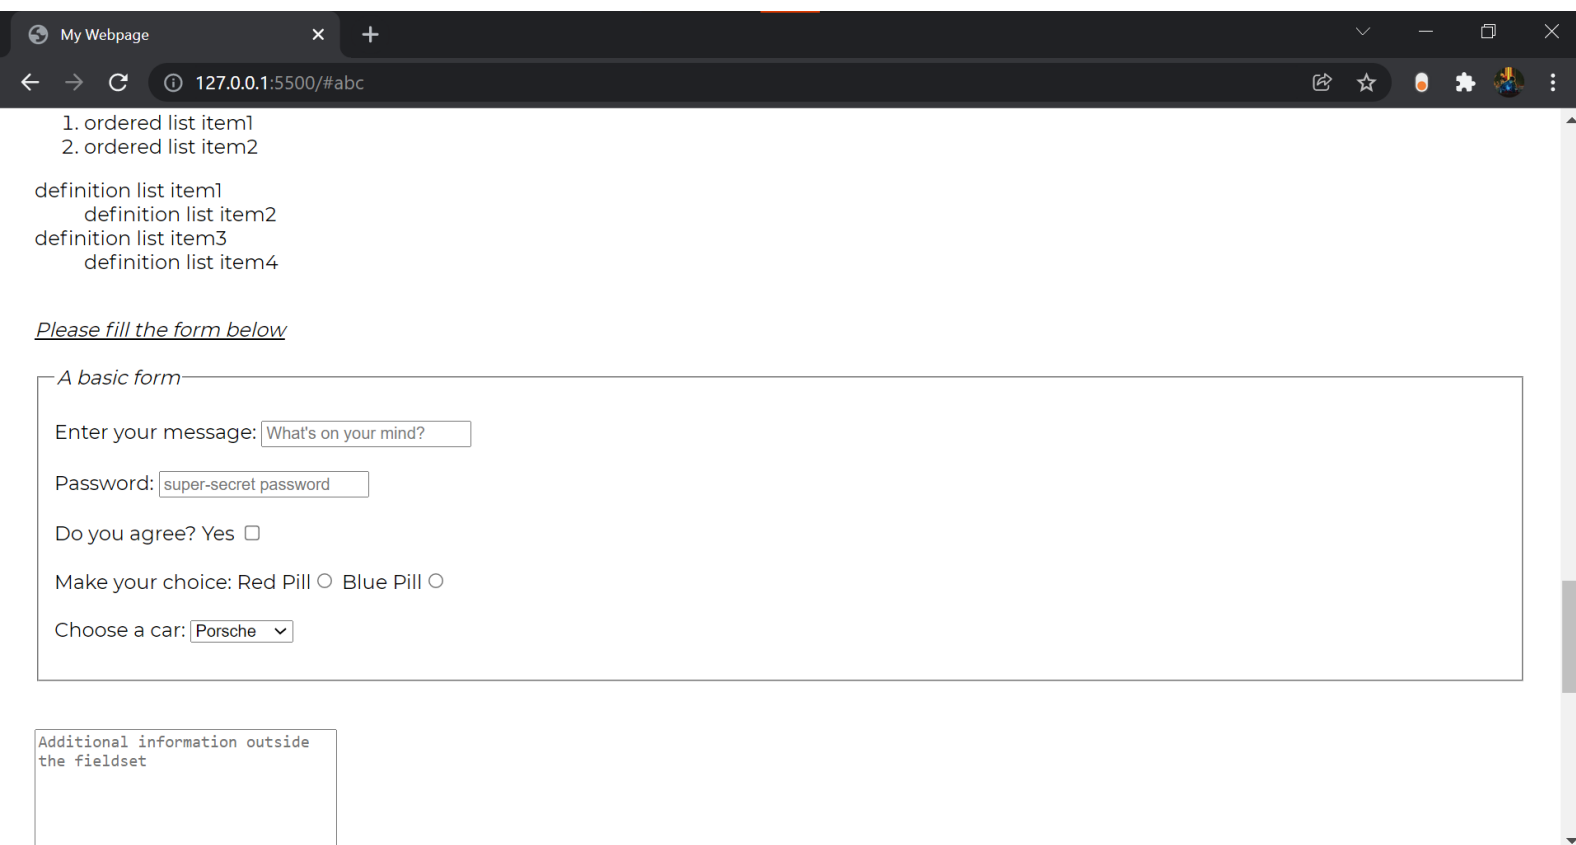 My Webpage
127.0.0.1:5500/#abc
1. ordered list item1
2. ordered list item2
definition list item1
definition list item2
definition list item3
definition list item4
Please fill the form below
A basic form
Enter your message: What's on your mind?
Password: super-secret password
Do you agree? Yes
Make your choice: Red Pill Blue Pill
Choose a car: Porsche
Additional information outside
the fieldset